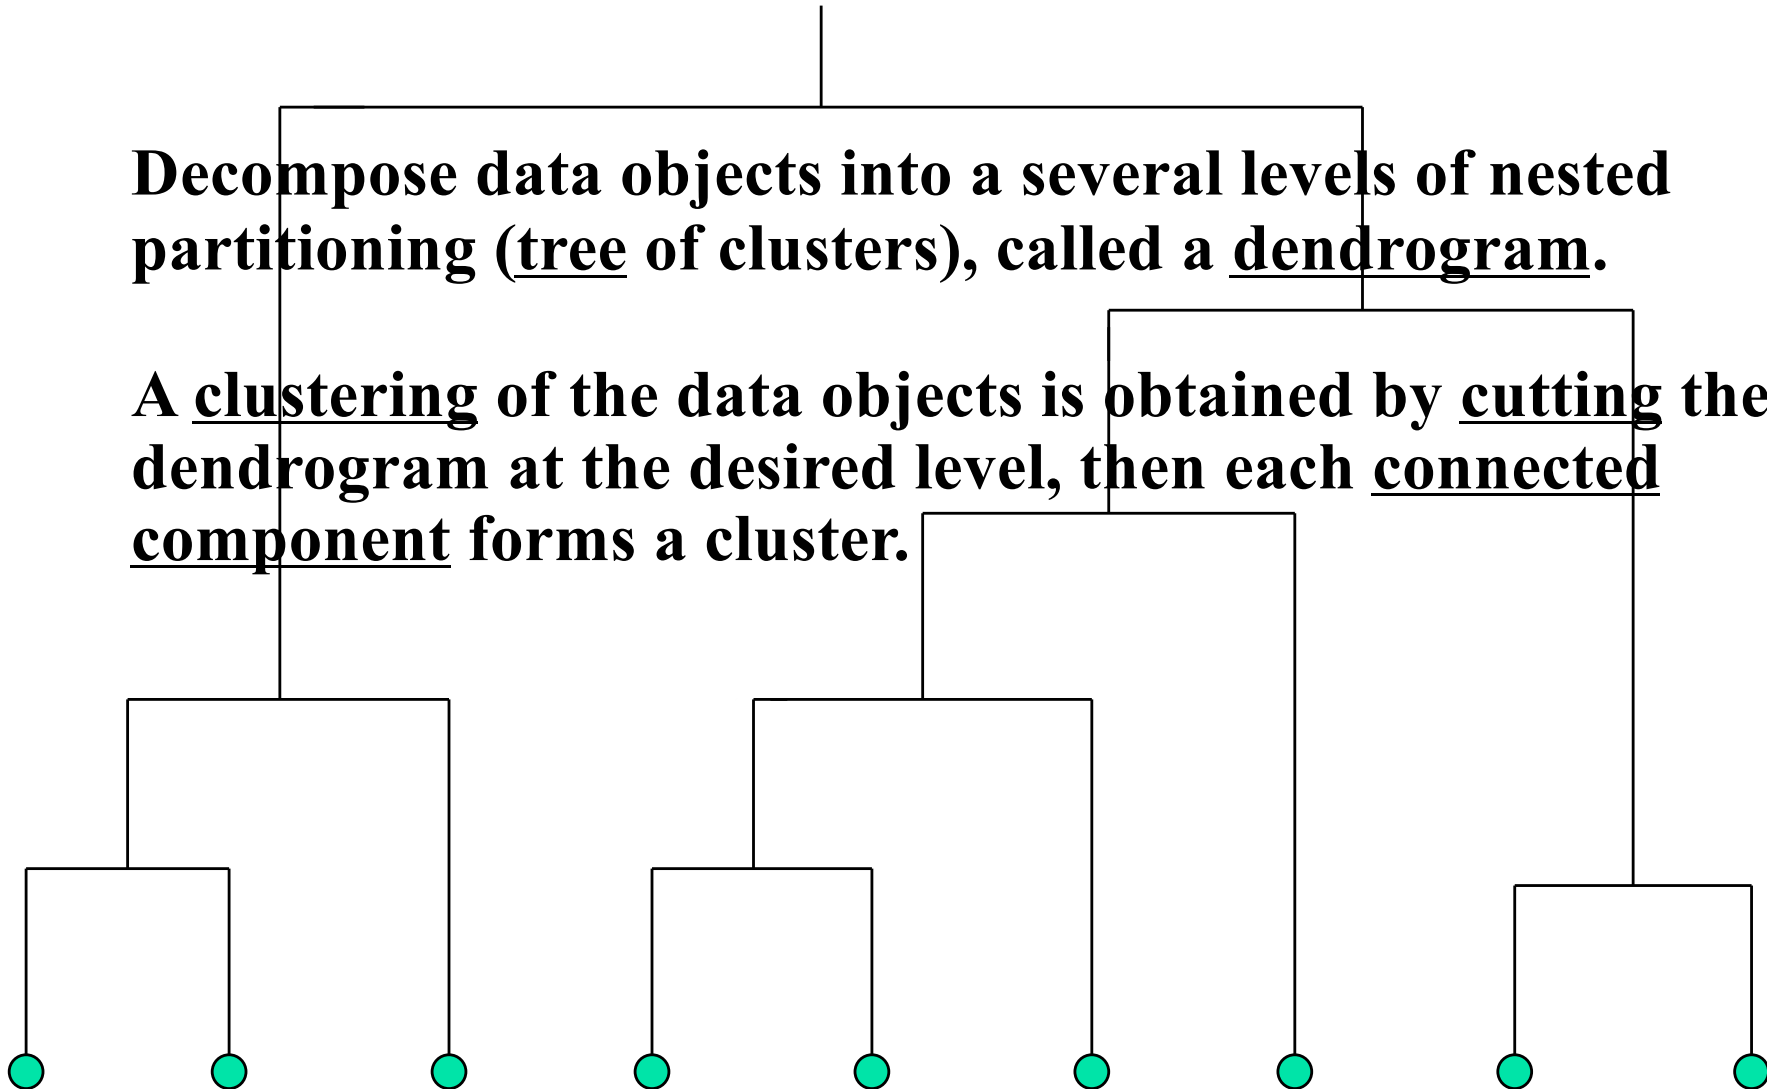 Decompose data objects into a several levels of nested
partitioning (tree of clusters), called a dendrogram.
A clustering of the data objects is obtained by cutting the
dendrogram at the desired level, then each connected
component forms a cluster.